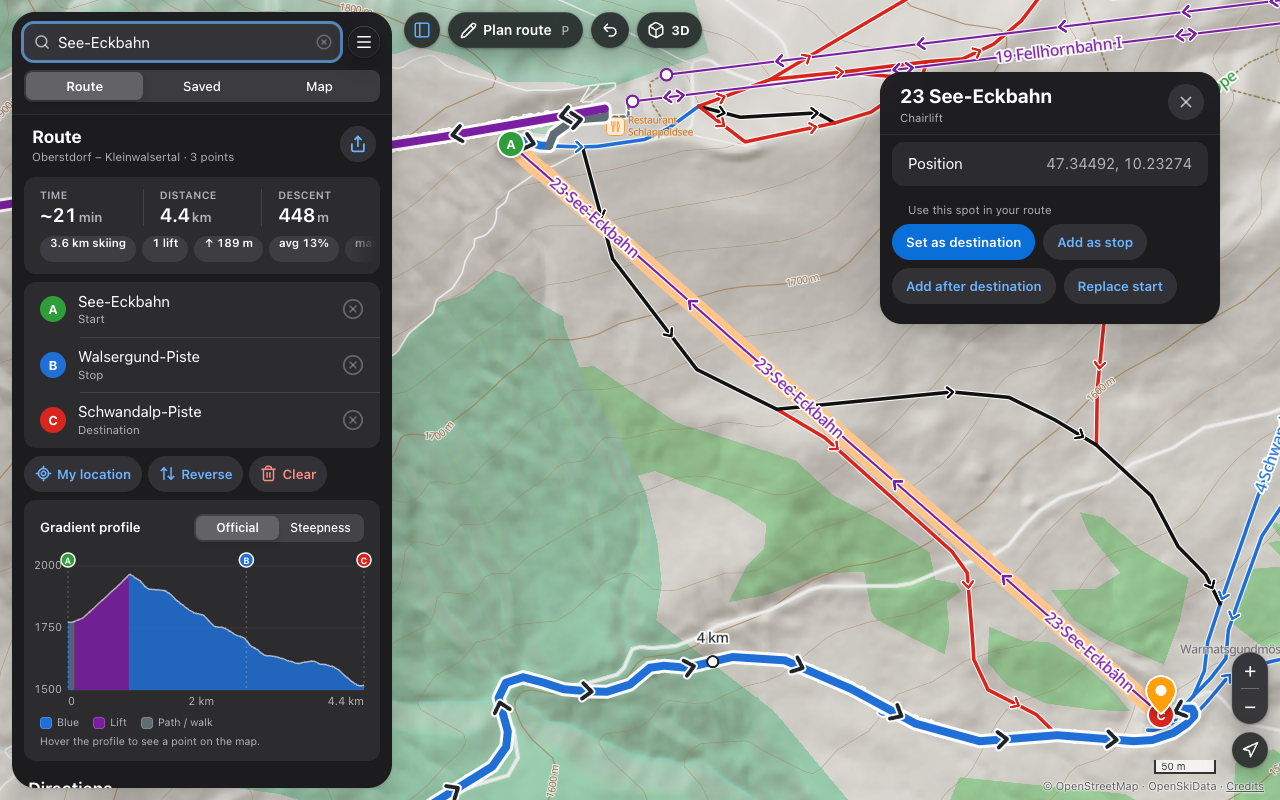 See-Eckbahn
Route
Saved
Map
Route
Oberstdorf – Kleinwalsertal · 3 points
TIME
DISTANCE
DESCENT
~21 min
4.4 km
448 m
3.6 km skiing
1 lift
↑ 189 m
avg 13%
max
A
See-Eckbahn
Start
B
Walsergund-Piste
Stop
C
Schwandalp-Piste
Destination
My location
Reverse
Clear
Gradient profile
Official
Steepness
A
B
C
2000
1750
1500
0
2 km
4.4 km
Blue
Lift
Path / walk
Hover the profile to see a point on the map.
Directions
Plan route P
3D
1800 m
19 Fellhornbahn-I
Restaurant
Schlappoldsee
A
23 See-Eckbahn
1700 m
23 See-Eckbahn
1600 m
1700 m
23 See-Eckbahn
4 km
1600 m
C
23 See-Eckbahn
Chairlift
Position
47.34492, 10.23274
Use this spot in your route
Set as destination
Add as stop
Add after destination
Replace start
+
−
50 m
© OpenStreetMap · OpenSkiData · Credits